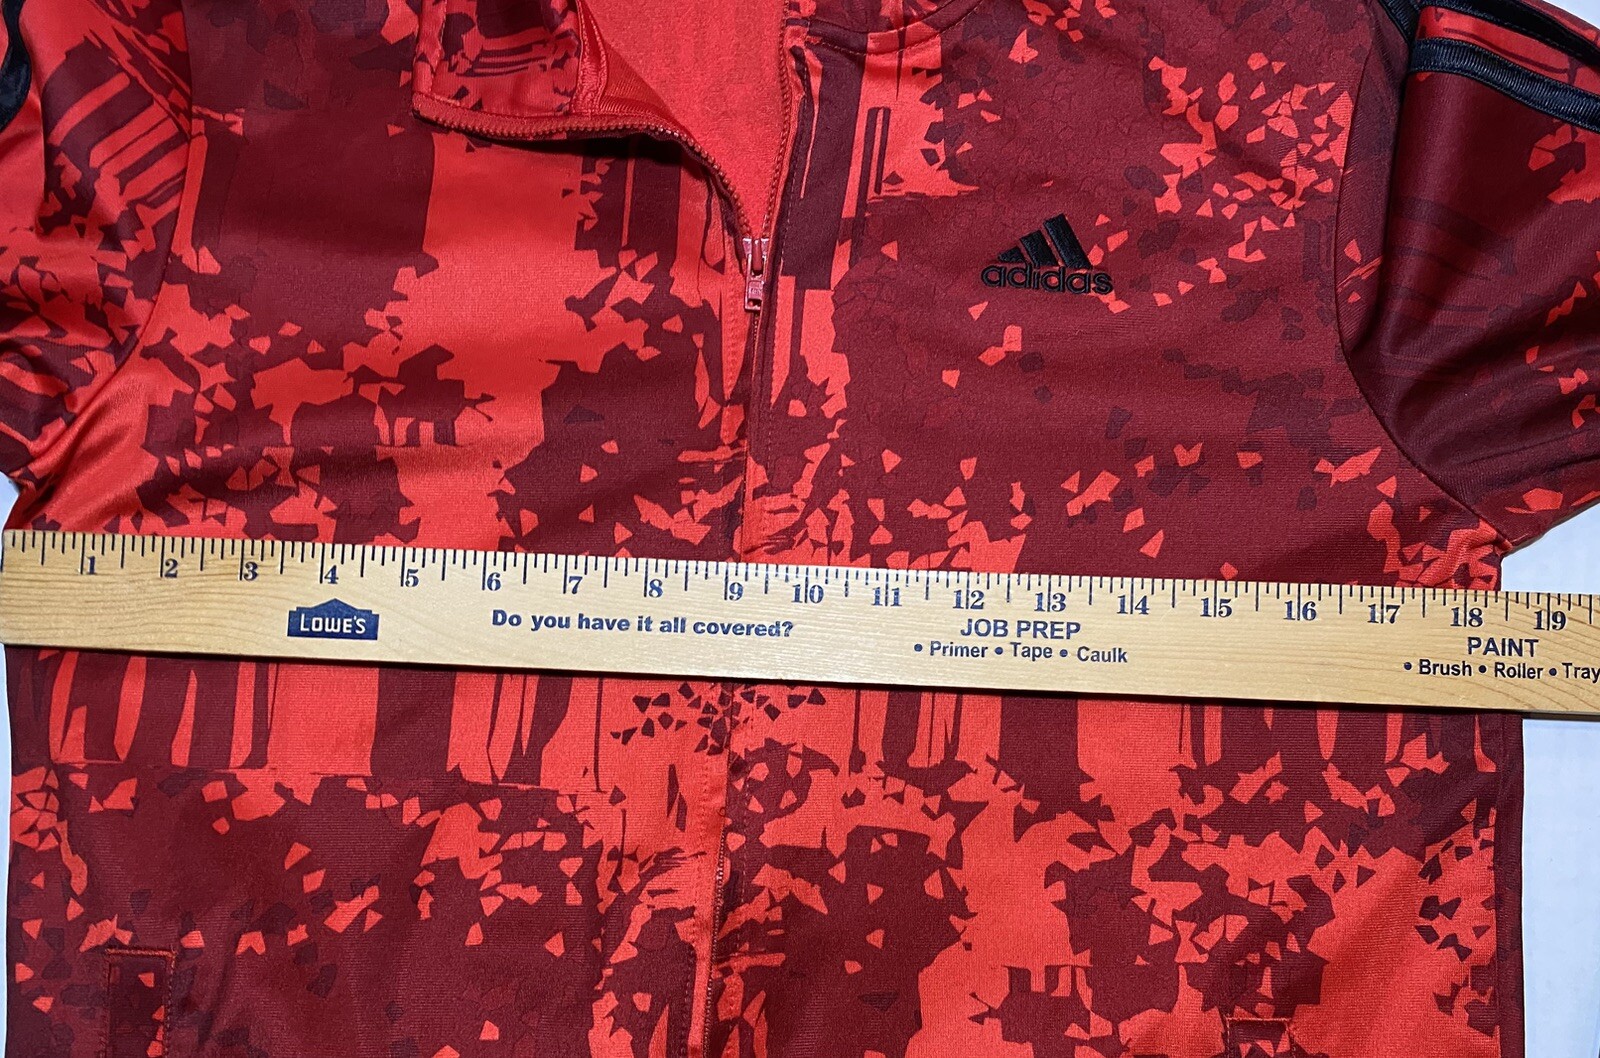 adidas
1 2 3 4 5 6 7 8 9 10 11 12 13 14 15 16 17 18 19
LOWE'S
Do you have it all covered?
JOB PREP
• Primer • Tape • Caulk
PAINT
• Brush • Roller • Tray